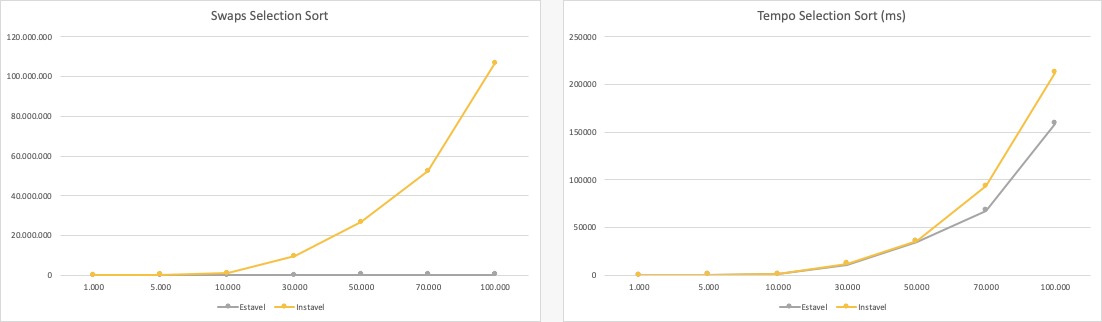 Swaps Selection Sort
120.000.000
100.000.000
80.000.000
60.000.000
40.000.000
20.000.000
0
1.000 5.000 10.000 30.000 50.000 70.000 100.000
Estavel Instavel
Tempo Selection Sort (ms)
250000
200000
150000
100000
50000
0
1.000 5.000 10.000 30.000 50.000 70.000 100.000
Estavel Instavel